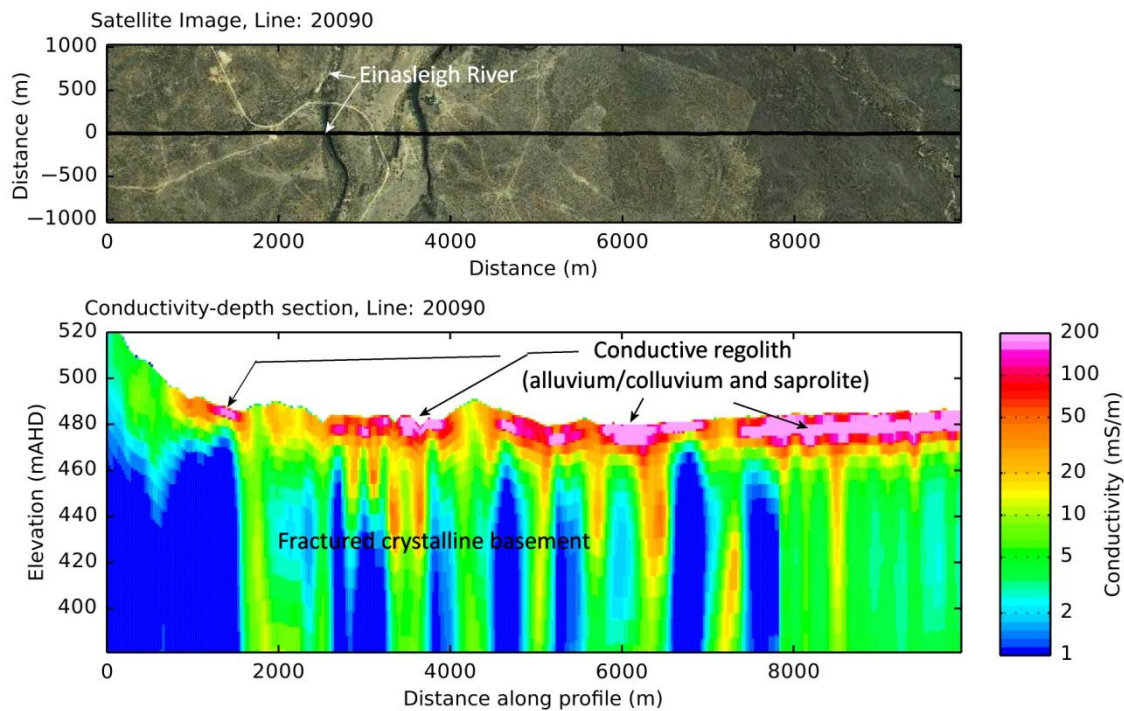 Satellite Image, Line: 20090
1000
500
0
−500
−1000
Distance (m)
Einasleigh River
0 2000 4000 6000 8000
Distance (m)
Conductivity-depth section, Line: 20090
520
500
480
460
440
420
400
Elevation (mAHD)
Conductive regolith
(alluvium/colluvium and saprolite)
Fractured crystalline basement
0 2000 4000 6000 8000
Distance along profile (m)
200
100
50
20
10
5
2
1
Conductivity (mS/m)